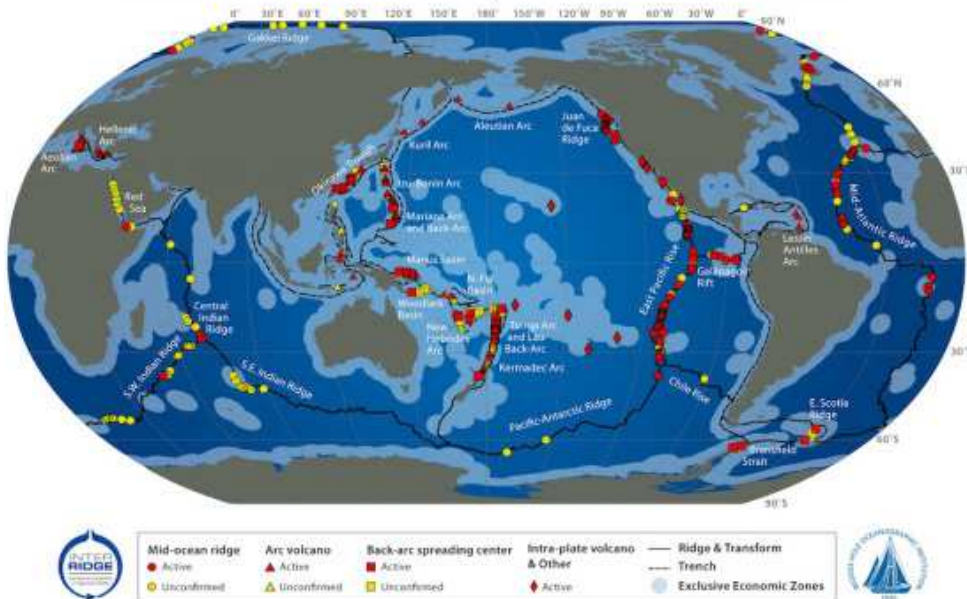 0° 30°E 60°E 90°E 120°E 150°E 180° 150°W 120°W 90°W 60°W 30°W 0°
Gakkel Ridge
60°N
Aleutian Arc
Juan
de Fuca
Ridge
Kuril Arc
Hellenic
Arc
Aeolian
Arc
30°N
Okinawa Trough
Izu-Bonin Arc
Red
Sea
Mid-Atlantic Ridge
Mariana Arc
and Back-Arc
Lesser
Antilles
Arc
East Pacific Rise
Galapagos
Rift
Manus Basin
N. Fiji
Basin
Woodlark
Basin
Central
Indian
Ridge
New
Hebrides
Arc
Tonga Arc
and Lau
Back-Arc
30°S
Kermadec Arc
S.W. Indian Ridge
S.E. Indian Ridge
Chile Rise
E. Scotia
Ridge
Pacific-Antarctic Ridge
60°S
Bransfield
Strait
90°S
INTER
RIDGE
Mid-ocean ridge
Active
Unconfirmed
Arc volcano
Active
Unconfirmed
Back-arc spreading center
Active
Unconfirmed
Intra-plate volcano
& Other
Active
Ridge & Transform
Trench
Exclusive Economic Zones
WOODS HOLE OCEANOGRAPHIC INSTITUTION